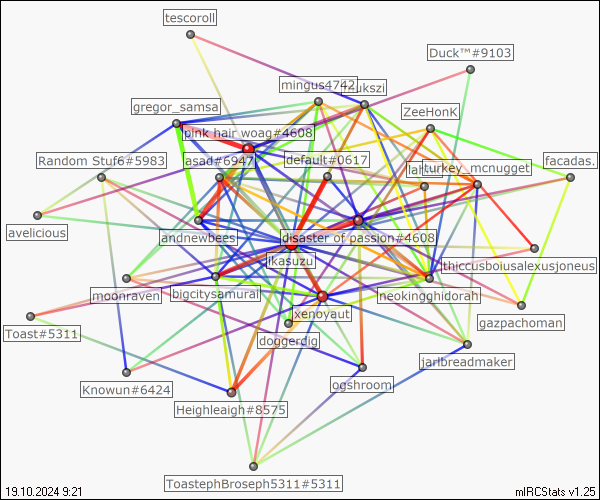 tescoroll
Duck™#9103
mingus4742
gregor_samsa
ZeeHonK
pink hair woag#4608
Random Stuf6#5983
asad#6947
default#0617
turkey_mcnugget
facadas.
avelicious
andnewbees
disaster of passion#4608
ikasuzu
thiccusboiusalexusjoneus
moonraven
bigcitysamurai
neokingghidorah
xenoyaut
gazpachoman
Toast#5311
doggerdig
jarlbreadmaker
Knowun#6424
ogshroom
Heighleaigh#8575
ToastephBroseph5311#5311
19.10.2024 9:21
mIRCStats v1.25